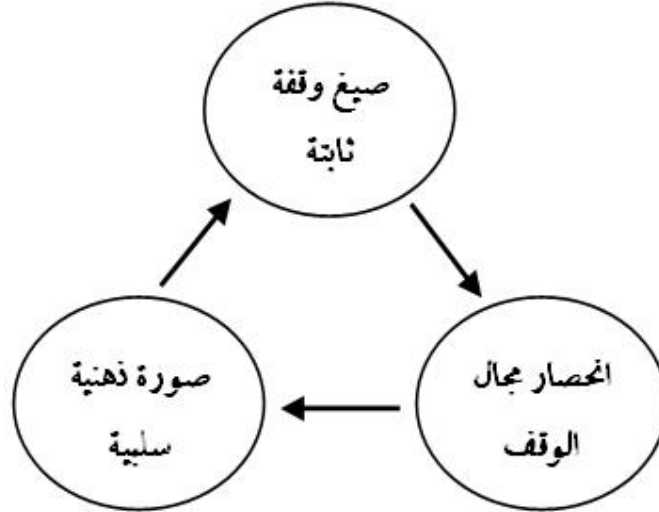 صيغ وقفة
ثابتة
انحصار مجال
الوقف
صورة ذهنية
سلبية